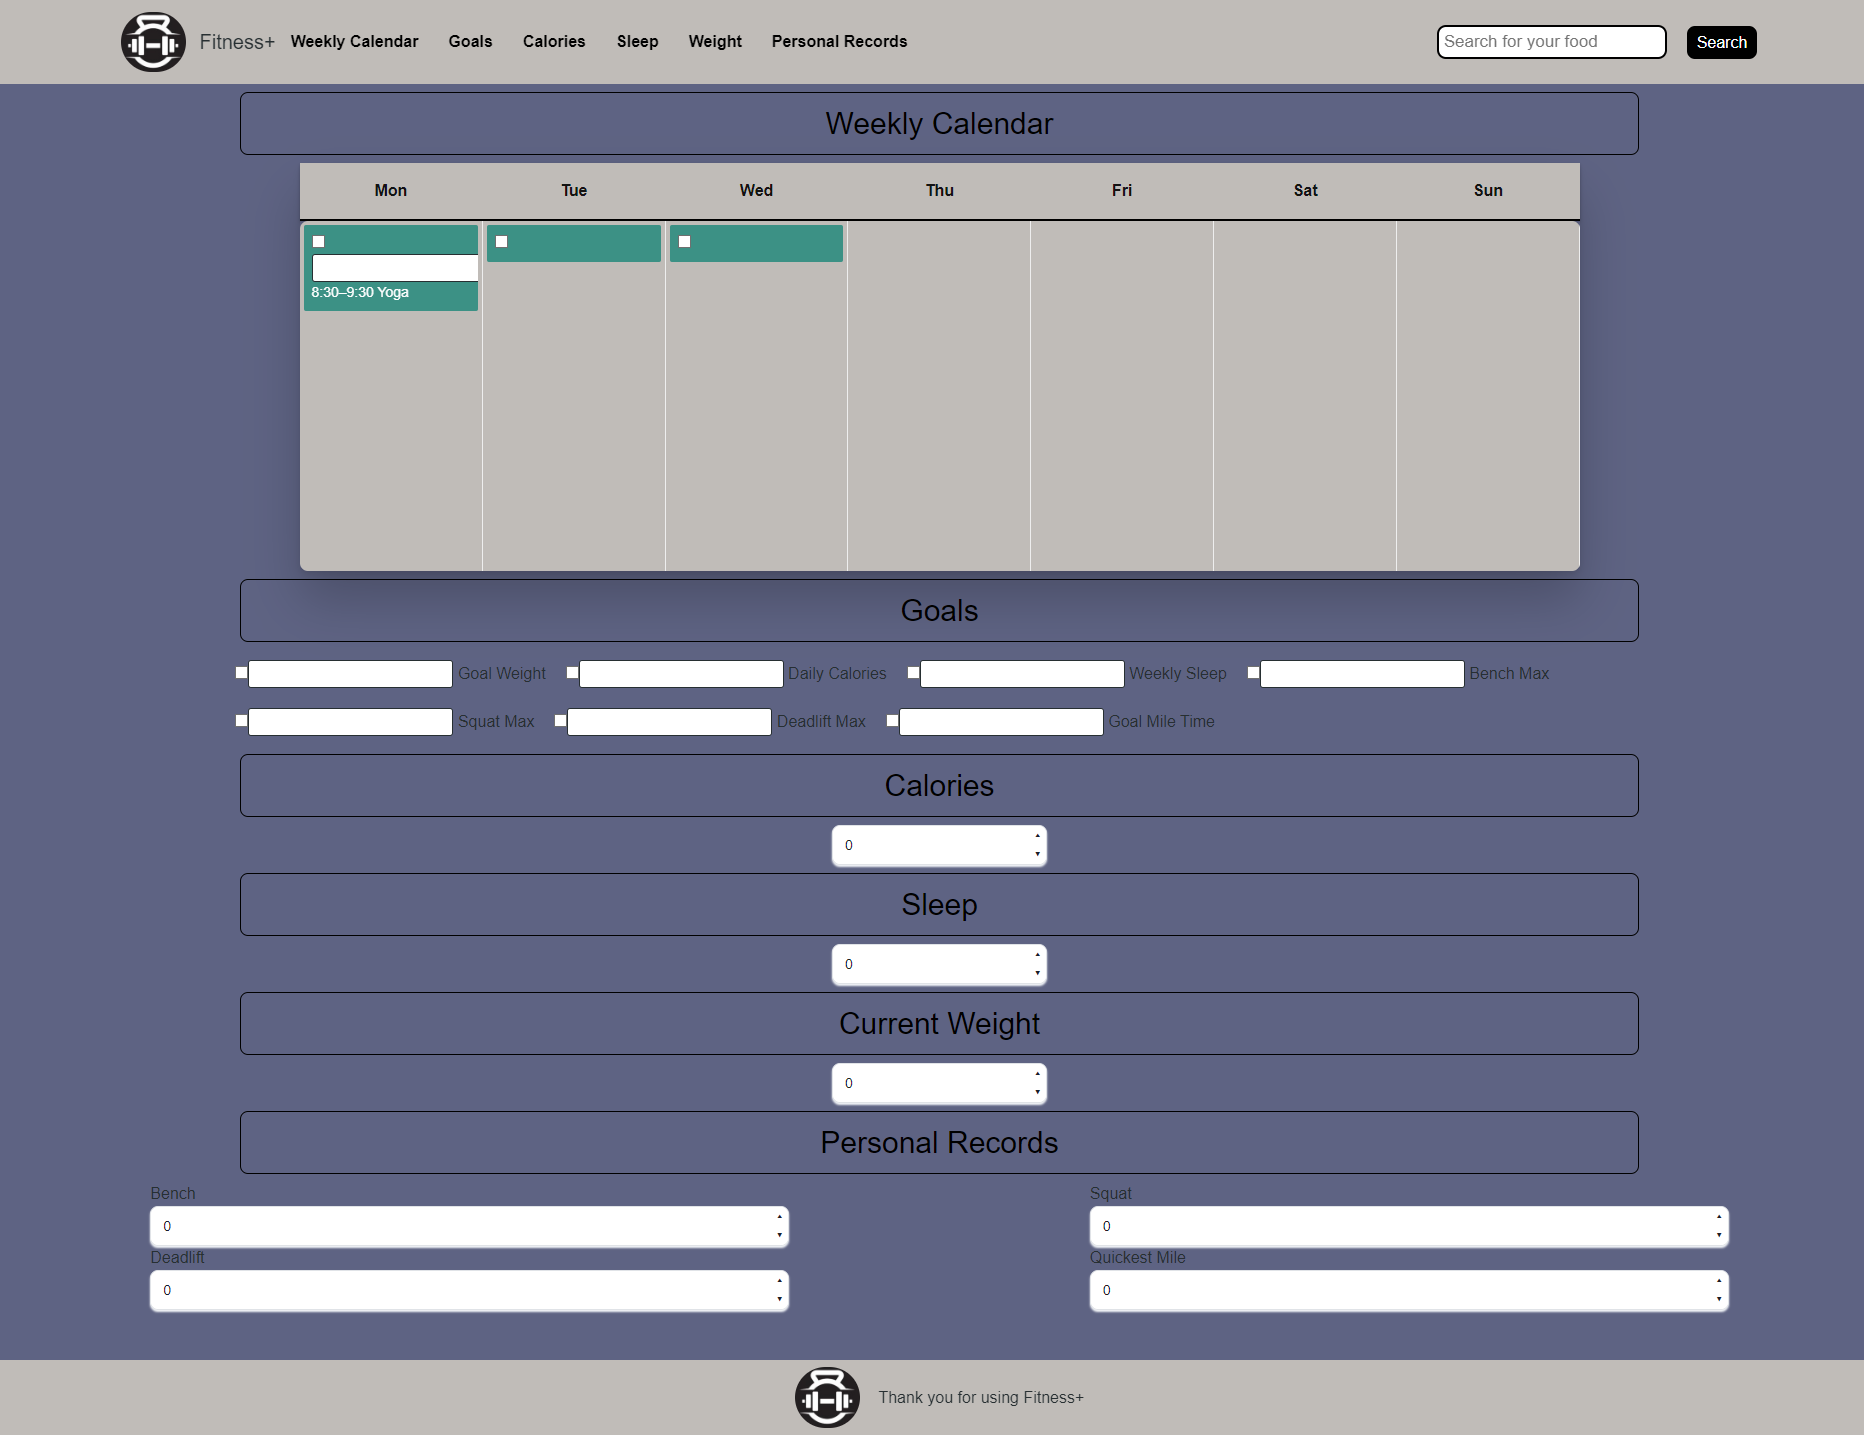 Fitness+ Weekly Calendar Goals Calories Sleep Weight Personal Records Search for your food Search
Weekly Calendar
Mon Tue Wed Thu Fri Sat Sun
8:30–9:30 Yoga
Goals
Goal Weight Daily Calories Weekly Sleep Bench Max
Squat Max Deadlift Max Goal Mile Time
Calories
0
Sleep
0
Current Weight
0
Personal Records
Bench Squat
0 0
Deadlift Quickest Mile
0 0
Thank you for using Fitness+